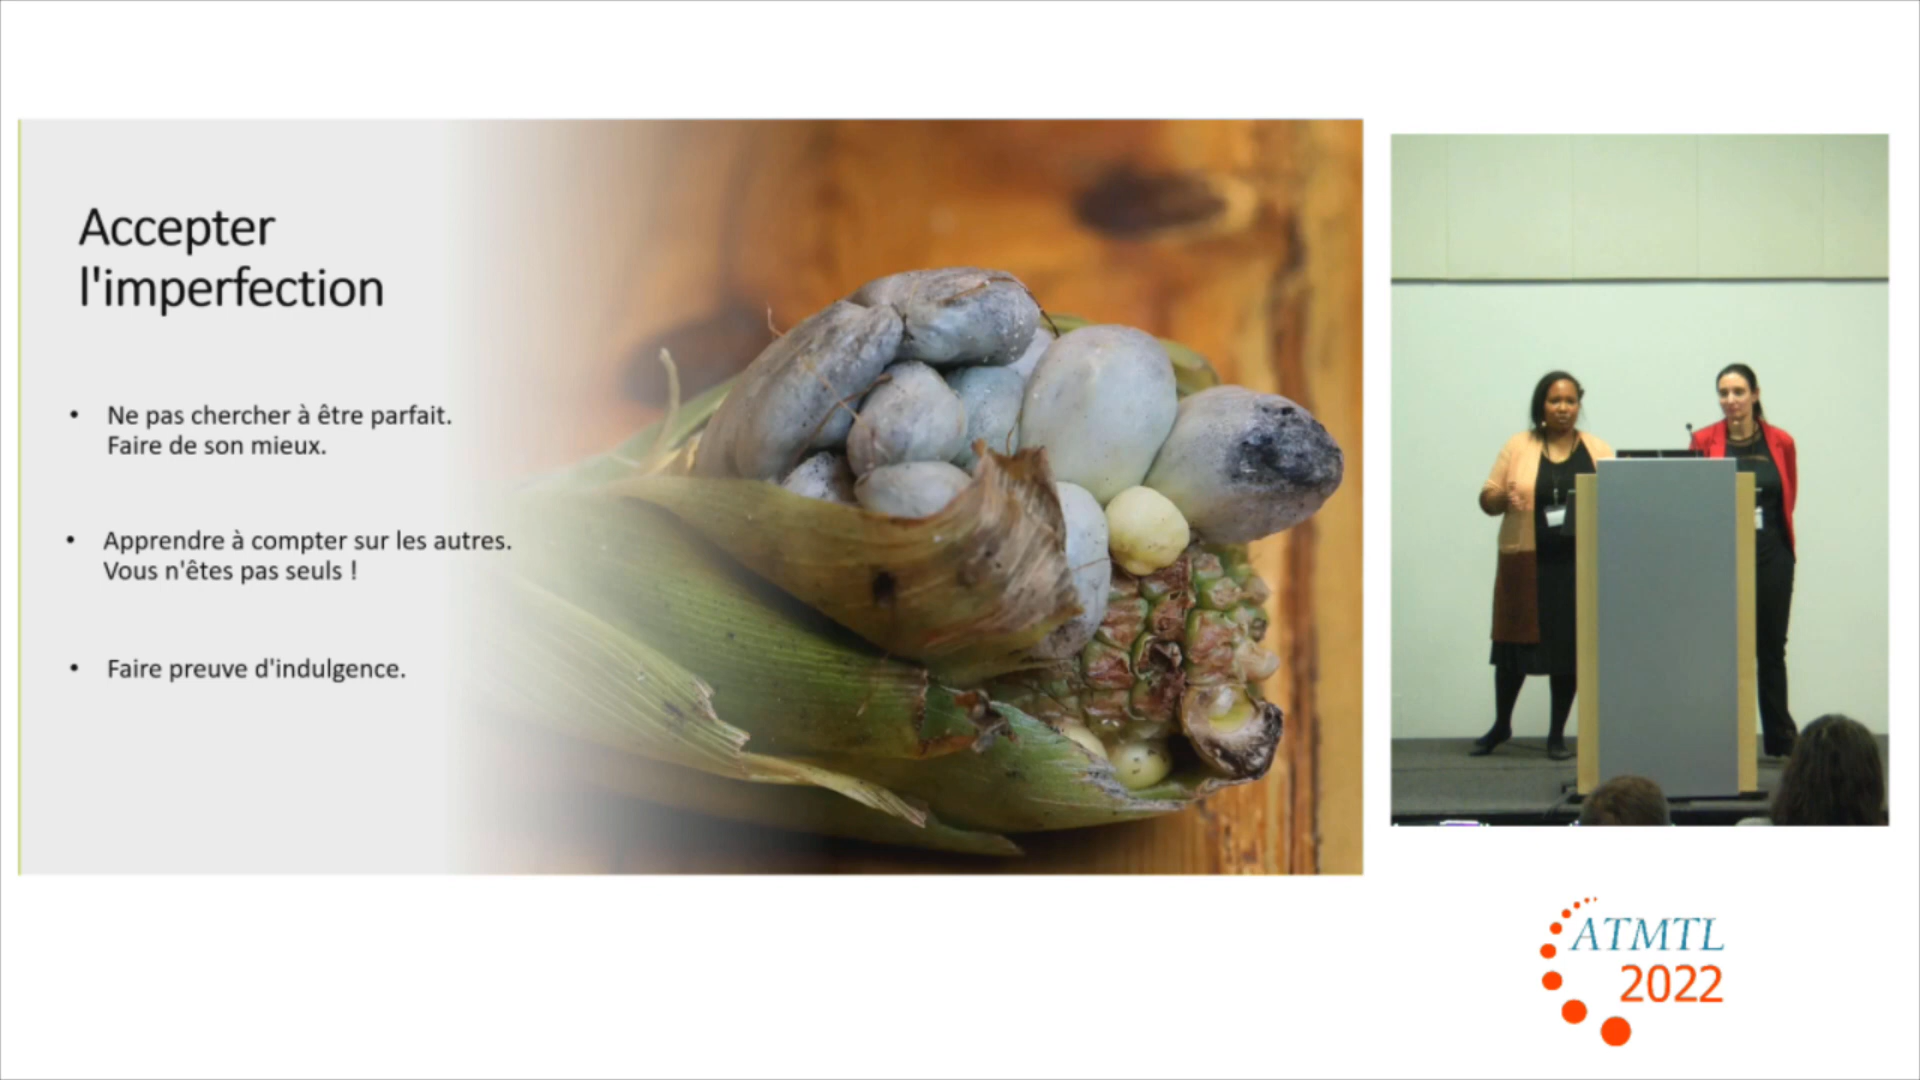 Accepter
l'imperfection
• Ne pas chercher à être parfait.
Faire de son mieux.
• Apprendre à compter sur les autres.
Vous n'êtes pas seuls !
• Faire preuve d'indulgence.
ATMTL
2022